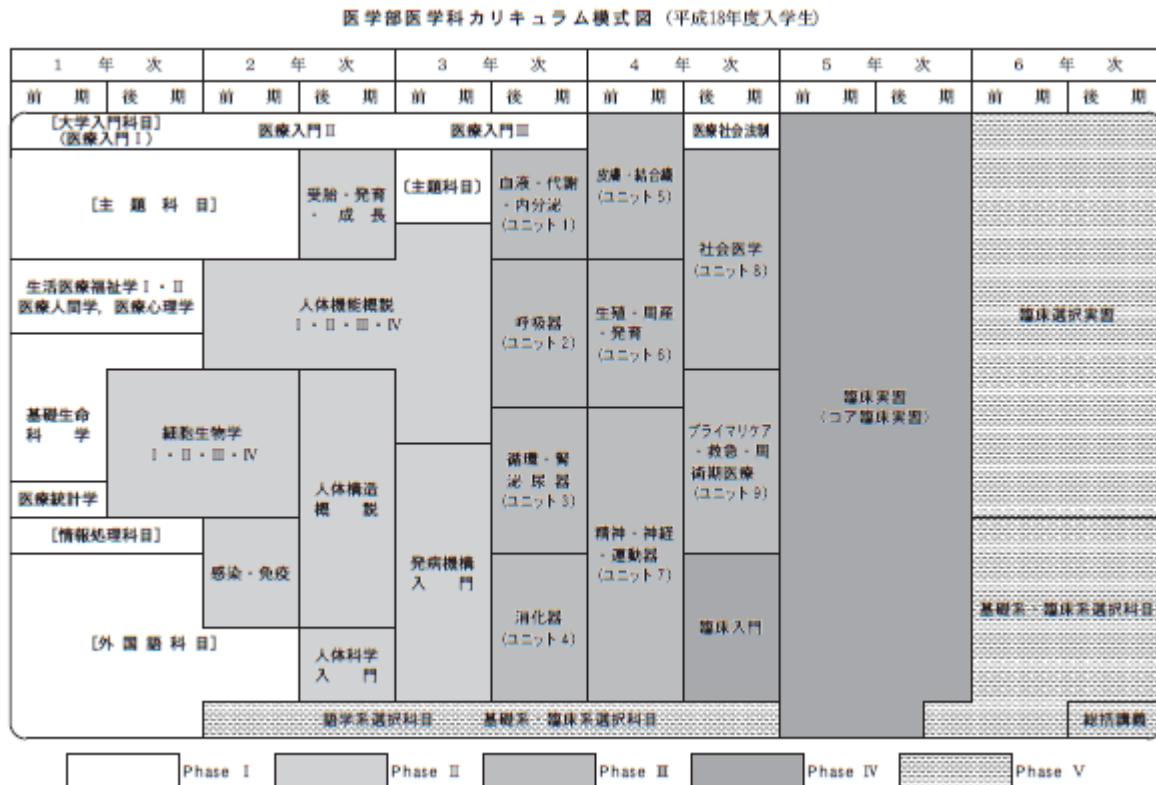 医学部医学科カリキュラム模式図（平成18年度入学生）
1 年 次
2 年 次
3 年 次
4 年 次
5 年 次
6 年 次
前 期
後 期
前 期
後 期
前 期
後 期
前 期
後 期
前 期
後 期
前 期
後 期
［大学入門科目］
（医療入門Ⅰ）
医療入門Ⅱ
医療入門Ⅲ
医療社会法制
［主 題 科 目］
受胎・発育
・ 成 長
［主題科目］
血液・代謝
・内分泌
（ユニット1）
皮膚・結合織
（ユニット5）
社会医学
（ユニット8）
生活医療福祉学Ⅰ・Ⅱ
医療人間学，医療心理学
人体機能概説
Ⅰ・Ⅱ・Ⅲ・Ⅳ
呼吸器
（ユニット2）
生殖・周産
・発育
（ユニット6）
臨床選択実習
基礎生命
科 学
細胞生物学
Ⅰ・Ⅱ・Ⅲ・Ⅳ
臨床実習
（コア臨床実習）
循環・腎
泌尿器
（ユニット3）
プライマリケア
・救急・周
術期医療
（ユニット9）
医療統計学
人体構造
概 説
［情報処理科目］
感染・免疫
発病機構
入 門
精神・神経
・運動器
（ユニット7）
基礎系・臨床系選択科目
［外 国 語 科 目］
消化器
（ユニット4）
臨床入門
人体科学
入 門
語学系選択科目 基礎系・臨床系選択科目
総括講義
Phase Ⅰ
Phase Ⅱ
Phase Ⅲ
Phase Ⅳ
Phase Ⅴ